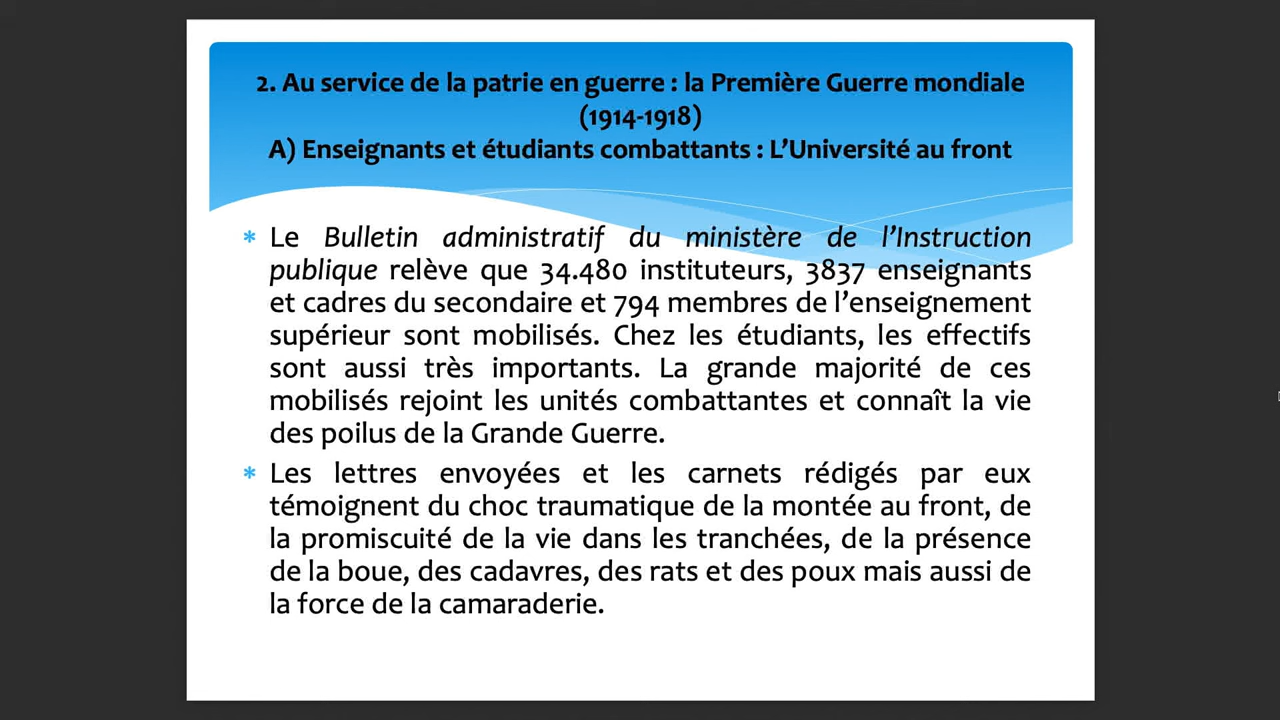 2. Au service de la patrie en guerre : la Première Guerre mondiale
(1914-1918)
A) Enseignants et étudiants combattants : L’Université au front
* Le Bulletin administratif du ministère de l’Instruction
publique relève que 34.480 instituteurs, 3837 enseignants
et cadres du secondaire et 794 membres de l’enseignement
supérieur sont mobilisés. Chez les étudiants, les effectifs
sont aussi très importants. La grande majorité de ces
mobilisés rejoint les unités combattantes et connaît la vie
des poilus de la Grande Guerre.
* Les lettres envoyées et les carnets rédigés par eux
témoignent du choc traumatique de la montée au front, de
la promiscuité de la vie dans les tranchées, de la présence
de la boue, des cadavres, des rats et des poux mais aussi de
la force de la camaraderie.